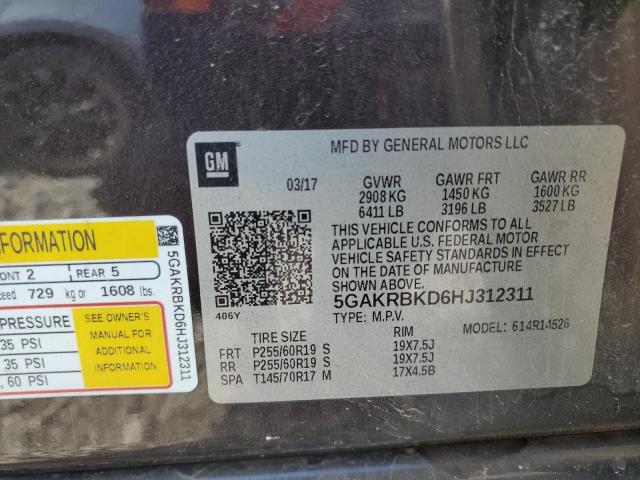 GM
MFD BY GENERAL MOTORS LLC
03/17 GVWR GAWR FRT GAWR RR
2908 KG 1450 KG 1600 KG
6411 LB 3196 LB 3527 LB
THIS VEHICLE CONFORMS TO ALL
APPLICABLE U.S. FEDERAL MOTOR
VEHICLE SAFETY STANDARDS IN EFFECT
ON THE DATE OF MANUFACTURE
SHOWN ABOVE.
406Y
5GAKRBKD6HJ312311
TYPE: M.P.V. MODEL: 614R14526
TIRE SIZE RIM
FRT P255/60R19 S 19X7.5J
RR P255/60R19 S 19X7.5J
SPA T145/70R17 M 17X4.5B
FORMATION
ONT 2 REAR 5
ceed 729 kg or 1608 lbs.
PRESSURE
35 PSI
35 PSI
, 60 PSI
SEE OWNER'S
MANUAL FOR
ADDITIONAL
INFORMATION
5GAKRBKD6HJ312311